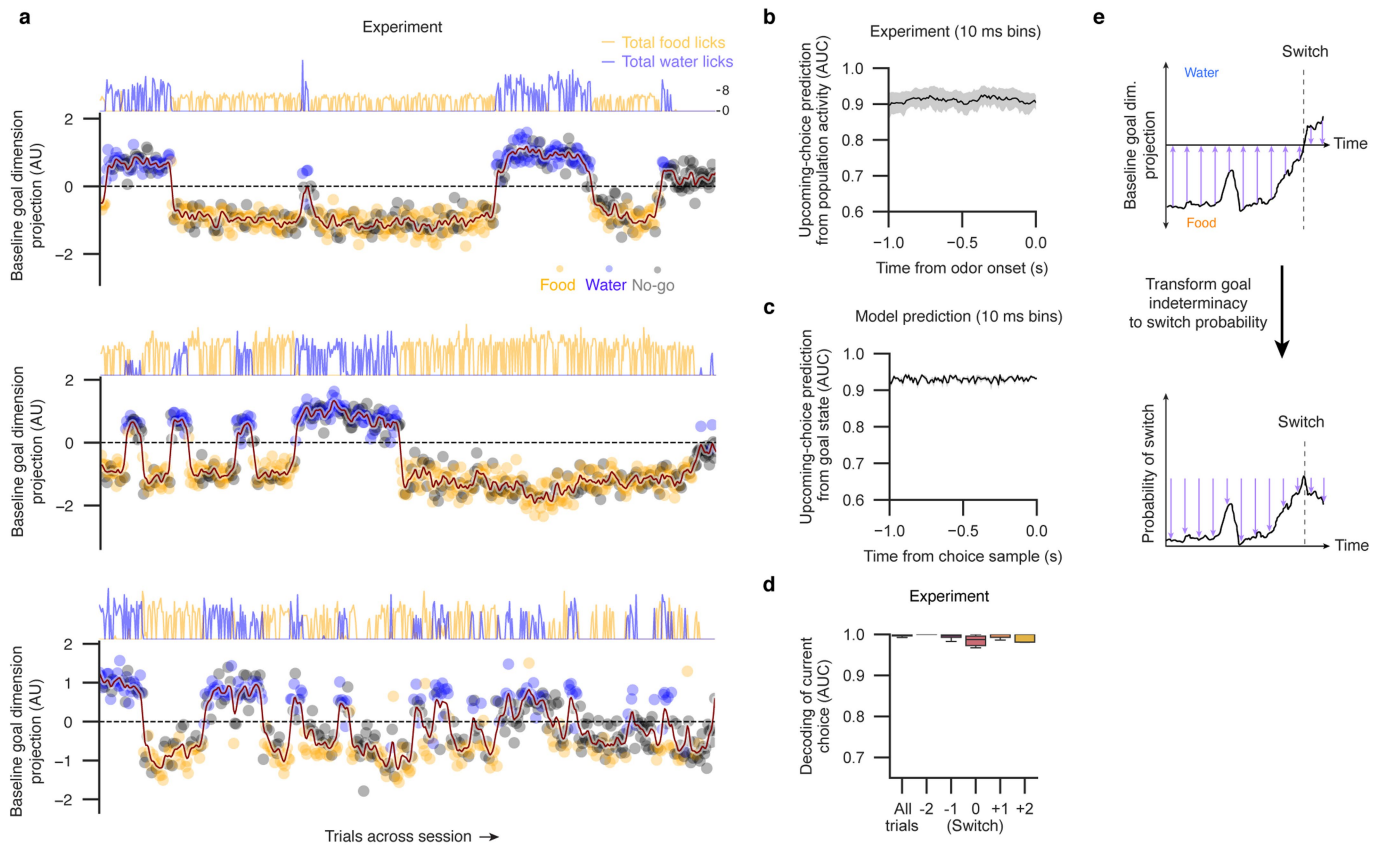 a
Experiment
Total food licks
Total water licks
-8
-0
Baseline goal dimension
projection (AU)
2
0
−2
Food
Water
No-go
Baseline goal dimension
projection (AU)
2
0
−2
Baseline goal dimension
projection (AU)
2
1
0
−1
−2
Trials across session
b
Experiment (10 ms bins)
Upcoming-choice prediction
from population activity (AUC)
1.0
0.9
0.8
0.7
0.6
−1.0
−0.5
0.0
Time from odor onset (s)
c
Model prediction (10 ms bins)
Upcoming-choice prediction
from goal state (AUC)
1.0
0.9
0.8
0.7
0.6
−1.0
−0.5
0.0
Time from choice sample (s)
d
Experiment
Decoding of current
choice (AUC)
1.0
0.9
0.8
0.7
All
trials
-2
-1
0
+1
+2
(Switch)
e
Switch
Baseline goal dim.
projection
Water
Time
Food
Transform goal
indeterminacy
to switch probability
Switch
Probability of switch
Time